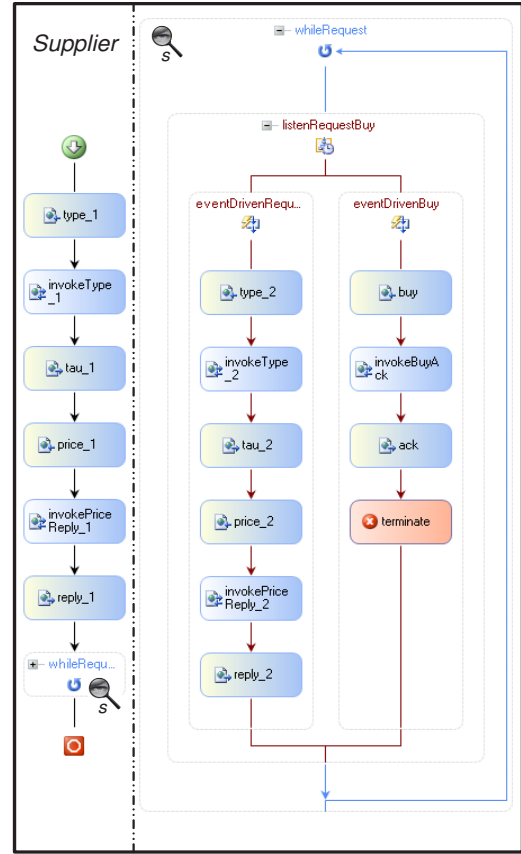 Supplier
type_1
invokeType
_1
tau_1
price_1
invokePrice
Reply_1
reply_1
whileRequ...
s
s
whileRequest
listenRequestBuy
eventDrivenRequ...
type_2
invokeType
_2
tau_2
price_2
invokePrice
Reply_2
reply_2
eventDrivenBuy
buy
invokeBuyA
ck
ack
terminate